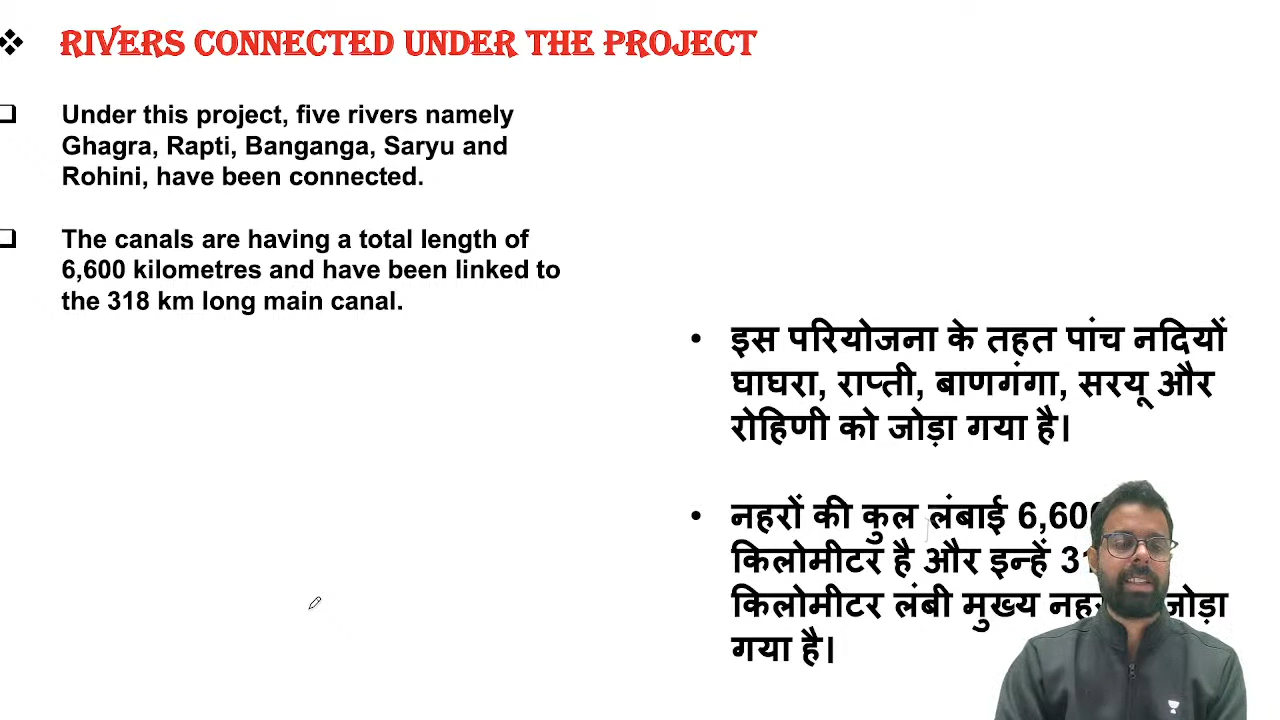 RIVERS CONNECTED UNDER THE PROJECT
Under this project, five rivers namely
Ghagra, Rapti, Banganga, Saryu and
Rohini, have been connected.
The canals are having a total length of
6,600 kilometres and have been linked to
the 318 km long main canal.
इस परियोजना के तहत पांच नदियों
घाघरा, राप्ती, बाणगंगा, सरयू और
रोहिणी को जोड़ा गया है।
नहरों की कुल लंबाई
किलोमीटर है और इन्हें
किलोमीटर लंबी मुख्य जोड़ा
गया है।